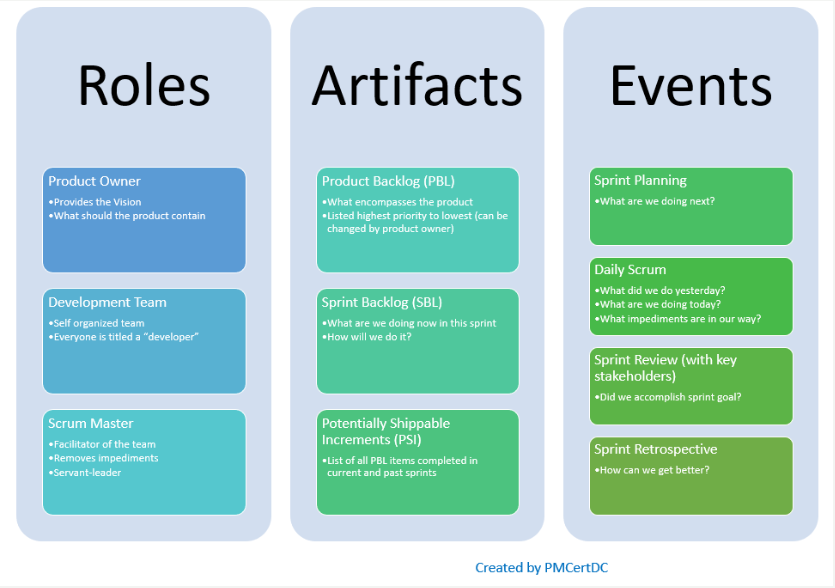 Roles
Product Owner
•Provides the Vision
•What should the product contain
Development Team
•Self organized team
•Everyone is titled a “developer”
Scrum Master
•Facilitator of the team
•Removes impediments
•Servant-leader
Artifacts
Product Backlog (PBL)
•What encompasses the product
•Listed highest priority to lowest (can be
changed by product owner)
Sprint Backlog (SBL)
•What are we doing now in this sprint
•How will we do it?
Potentially Shippable
Increments (PSI)
•List of all PBL items completed in
current and past sprints
Events
Sprint Planning
•What are we doing next?
Daily Scrum
•What did we do yesterday?
•What are we doing today?
•What impediments are in our way?
Sprint Review (with key
stakeholders)
•Did we accomplish sprint goal?
Sprint Retrospective
•How can we get better?
Created by PMCertDC